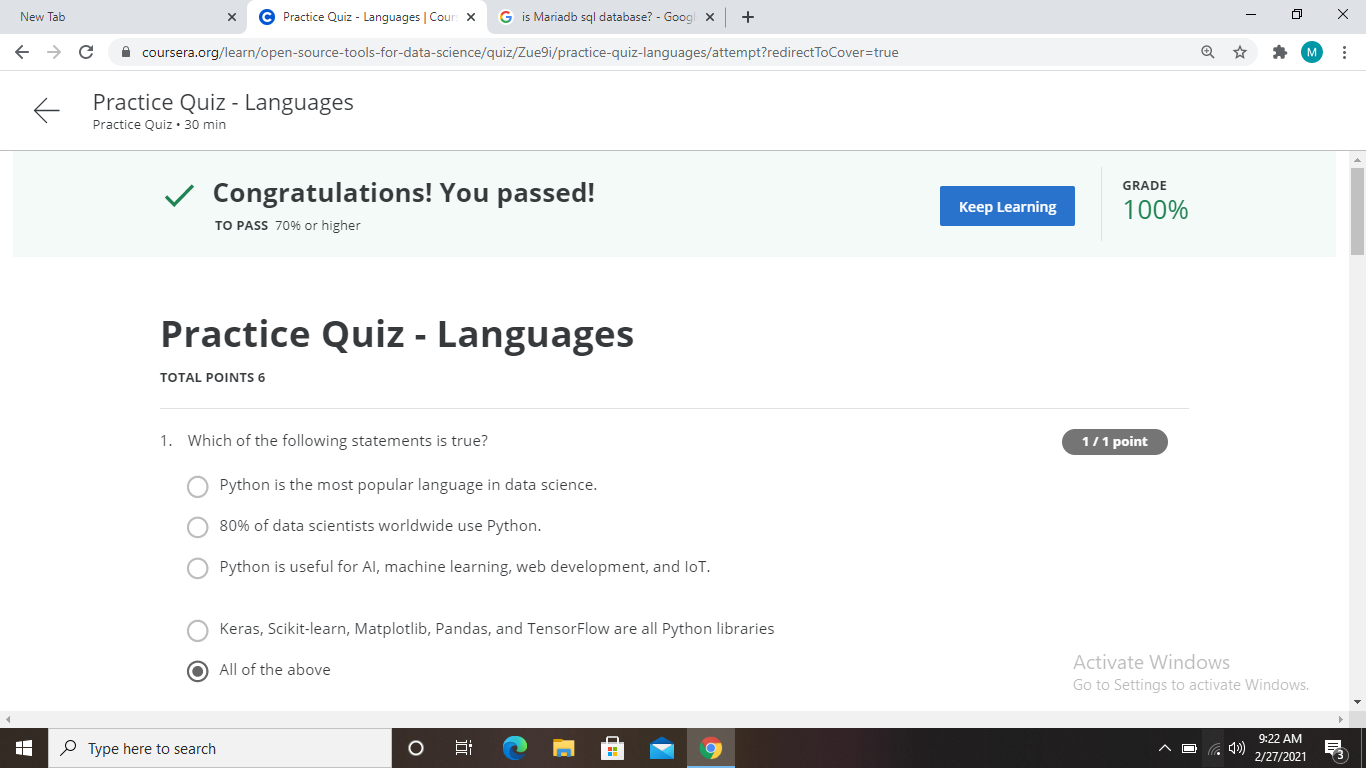 New Tab
Practice Quiz - Languages | Cours
is Mariadb sql database? - Googl
coursera.org/learn/open-source-tools-for-data-science/quiz/Zue9i/practice-quiz-languages/attempt?redirectToCover=true
M
Practice Quiz - Languages
Practice Quiz • 30 min
Congratulations! You passed!
TO PASS 70% or higher
Keep Learning
GRADE
100%
Practice Quiz - Languages
TOTAL POINTS 6
1. Which of the following statements is true?
1 / 1 point
Python is the most popular language in data science.
80% of data scientists worldwide use Python.
Python is useful for AI, machine learning, web development, and IoT.
Keras, Scikit-learn, Matplotlib, Pandas, and TensorFlow are all Python libraries
All of the above
Activate Windows
Go to Settings to activate Windows.
Type here to search
9:22 AM
2/27/2021
3